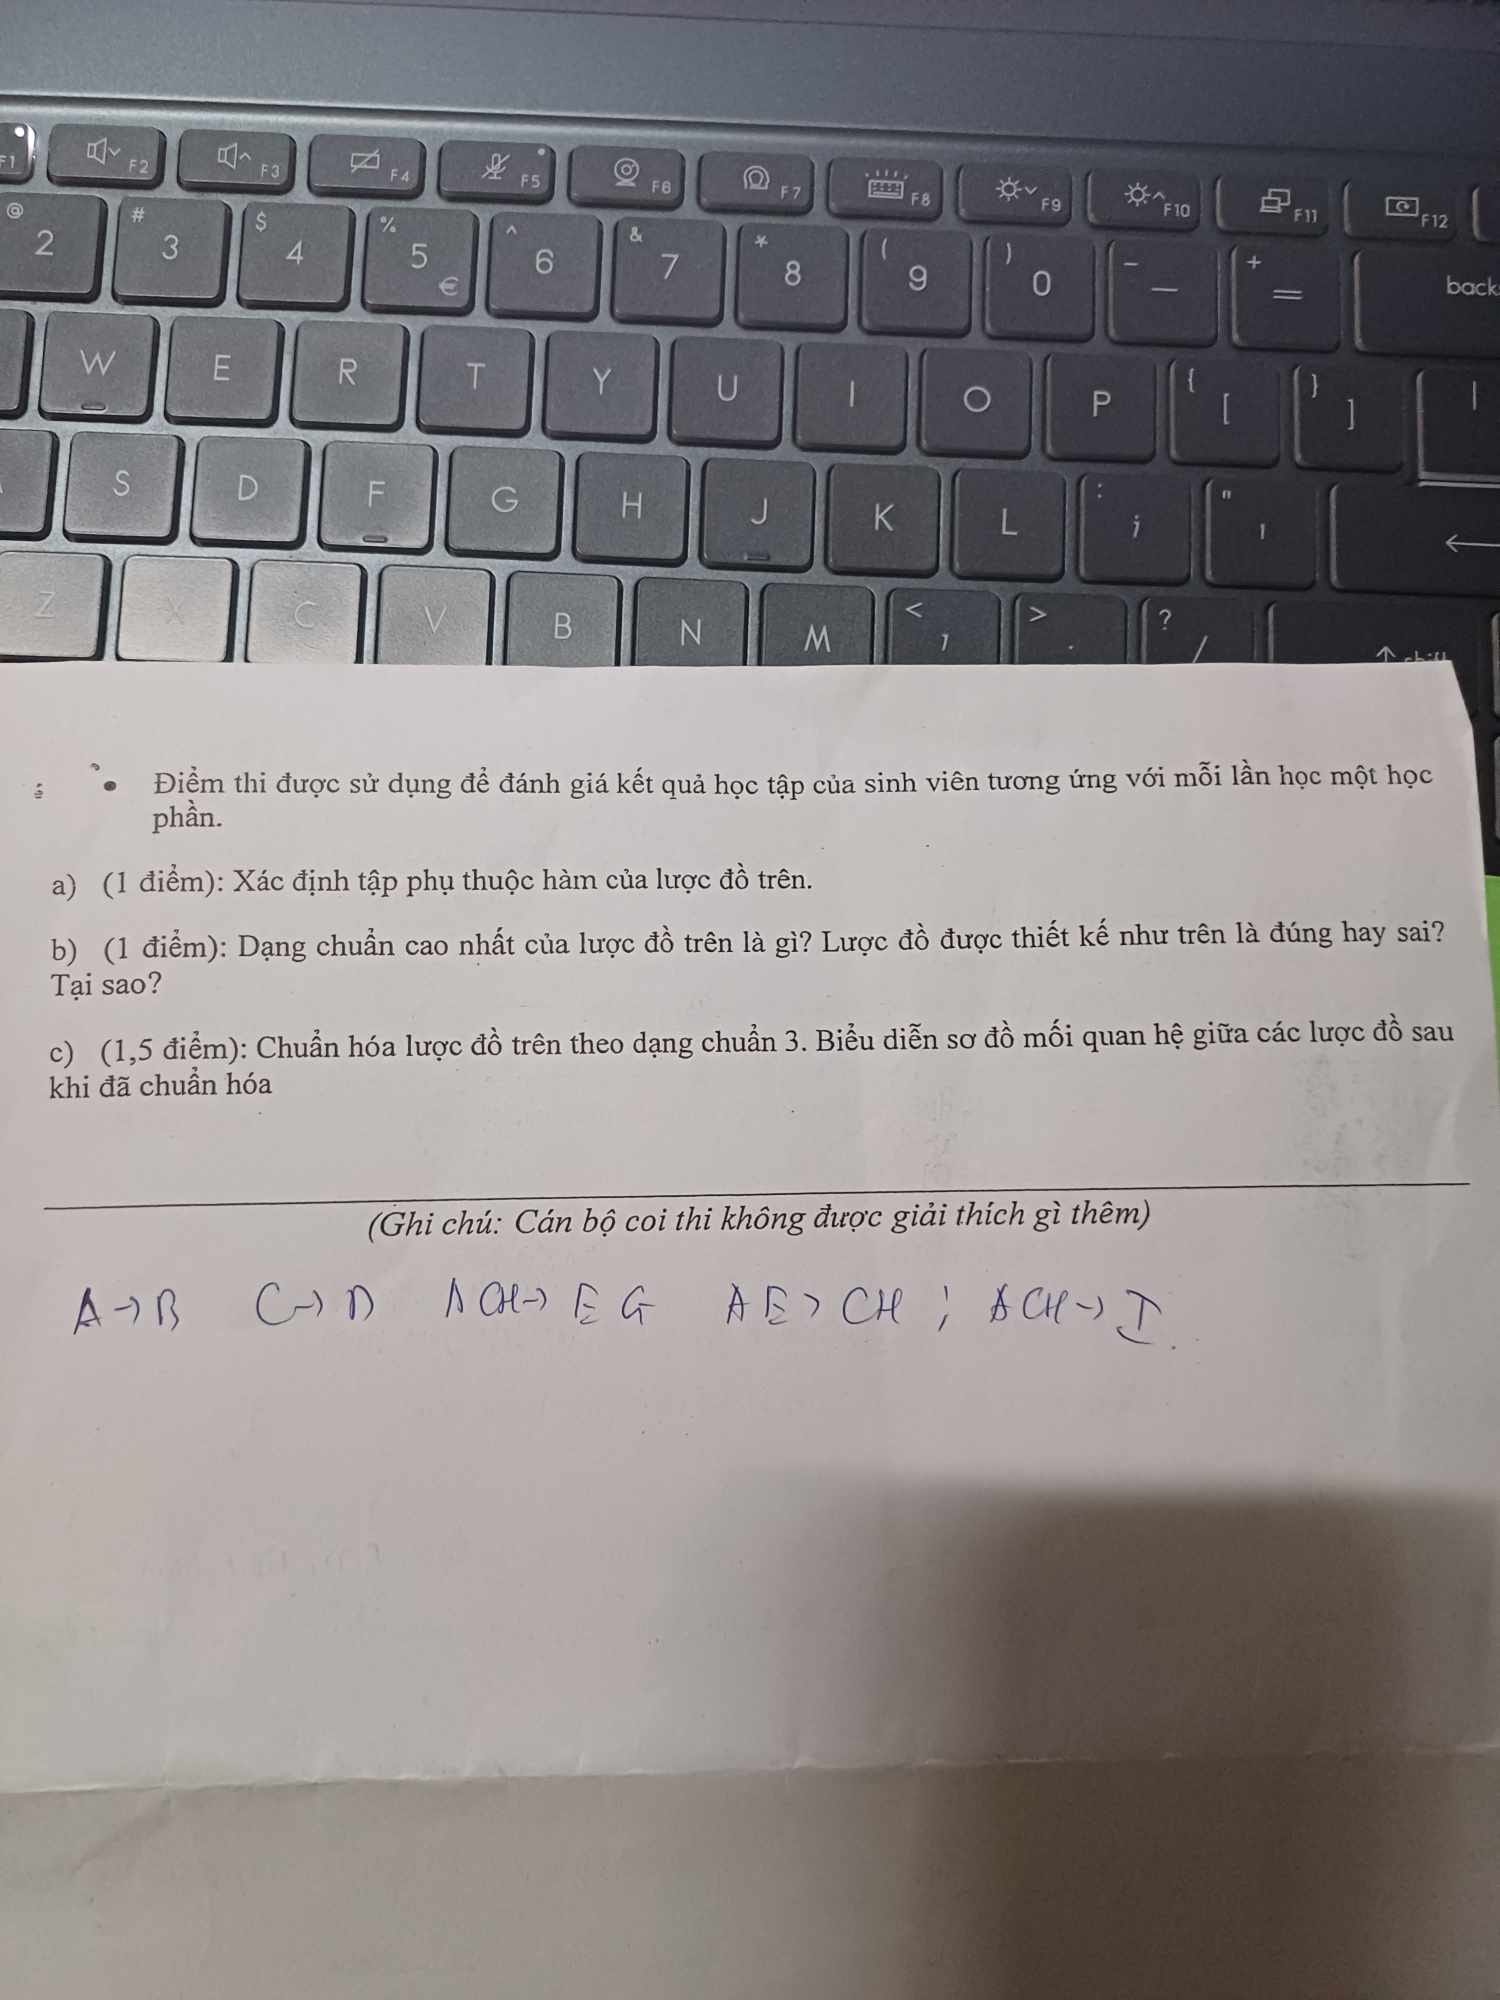 F1 F2 F3 F4 F5 F6 F7 F8 F9 F10 F11 F12
@ 2 # 3 $ 4 % 5 € ^ 6 & 7 * 8 ( 9 ) 0 – — + = back
W E R T Y U I O P { [ } ] |
S D F G H J K L : ; " '
Z X C V B N M < , > . ? / ↑ shift
• Điểm thi được sử dụng để đánh giá kết quả học tập của sinh viên tương ứng với mỗi lần học một học
phần.
a) (1 điểm): Xác định tập phụ thuộc hàm của lược đồ trên.
b) (1 điểm): Dạng chuẩn cao nhất của lược đồ trên là gì? Lược đồ được thiết kế như trên là đúng hay sai?
Tại sao?
c) (1,5 điểm): Chuẩn hóa lược đồ trên theo dạng chuẩn 3. Biểu diễn sơ đồ mối quan hệ giữa các lược đồ sau
khi đã chuẩn hóa
(Ghi chú: Cán bộ coi thi không được giải thích gì thêm)
A→B C→D ACH→EG AE→CH ; ACH→I